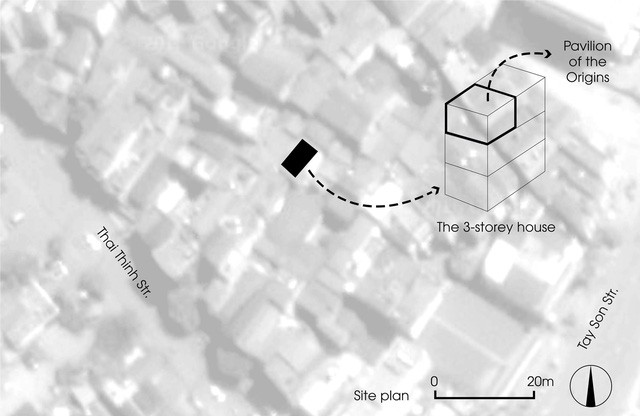 Pavilion
of the
Origins
The 3-storey house
Thai Thinh Str.
Tay Son Str.
Site plan
0
20m